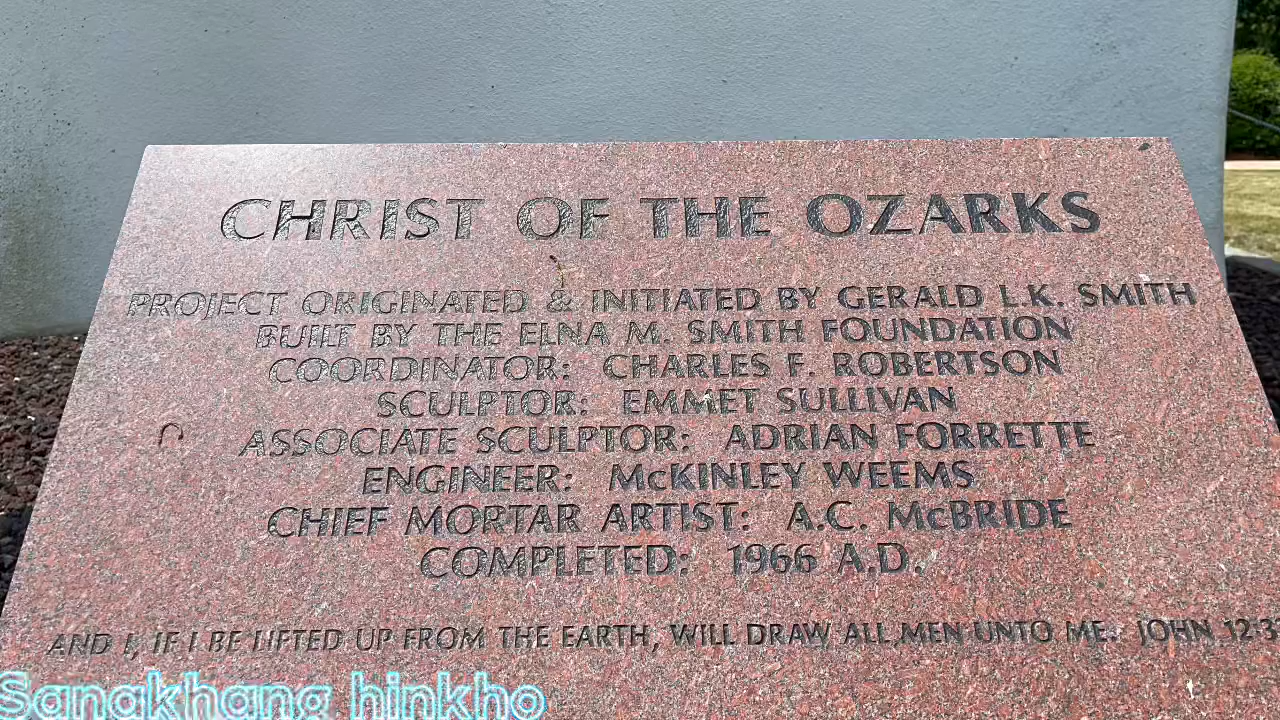 CHRIST OF THE OZARKS
PROJECT ORIGINATED & INITIATED BY GERALD L.K. SMITH
BUILT BY THE ELNA M. SMITH FOUNDATION
COORDINATOR: CHARLES F. ROBERTSON
SCULPTOR: EMMET SULLIVAN
ASSOCIATE SCULPTOR: ADRIAN FORRETTE
ENGINEER: McKINLEY WEEMS
CHIEF MORTAR ARTIST: A.C. McBRIDE
COMPLETED: 1966 A.D.
AND I, IF I BE LIFTED UP FROM THE EARTH, WILL DRAW ALL MEN UNTO ME. JOHN
Sanakhang hinkho